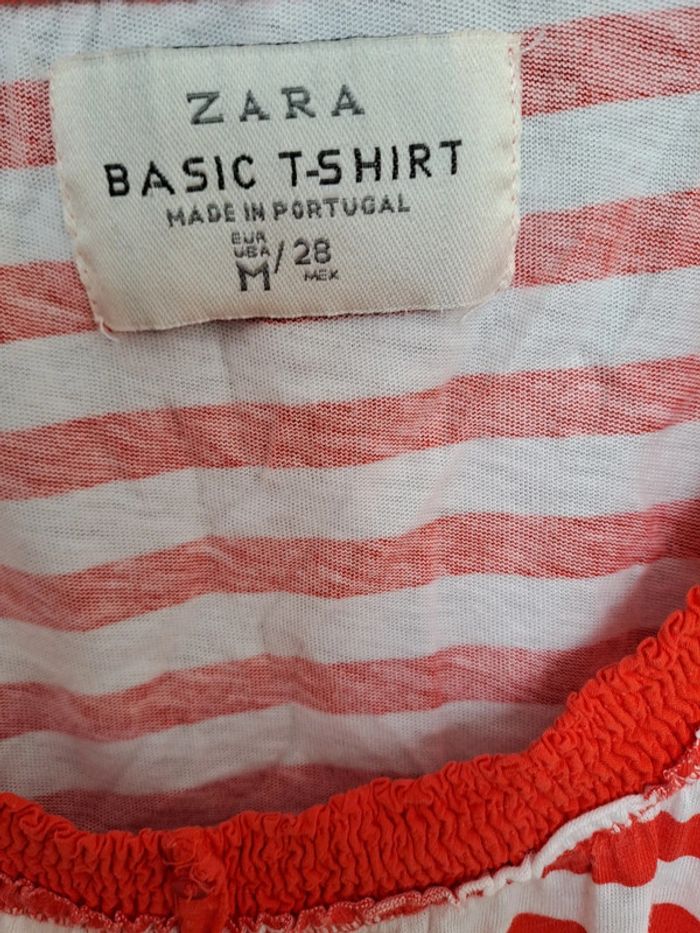 ZARA
BASIC T-SHIRT
MADE IN PORTUGAL
EUR
USA
M / 28
MEX